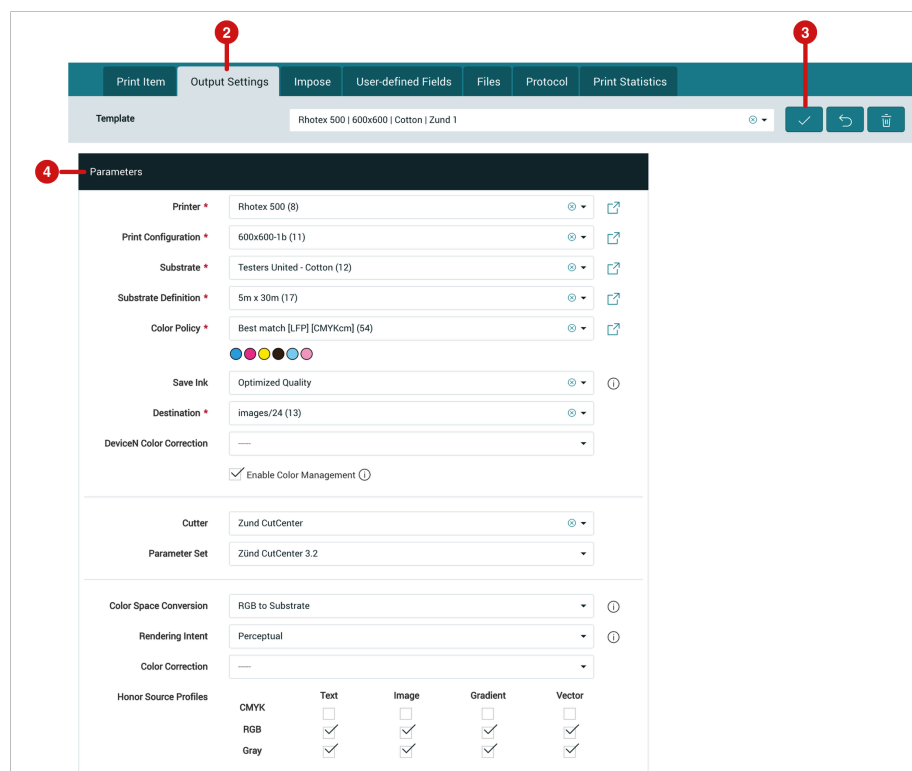 2 3
Print Item Output Settings Impose User-defined Fields Files Protocol Print Statistics
Template Rhotex 500 | 600x600 | Cotton | Zund 1
4 Parameters
Printer * Rhotex 500 (8)
Print Configuration * 600x600-1b (11)
Substrate * Testers United - Cotton (12)
Substrate Definition * 5m x 30m (17)
Color Policy * Best match [LFP] [CMYKcm] (54)
Save Ink Optimized Quality
Destination * images/24 (13)
DeviceN Color Correction ----
Enable Color Management
Cutter Zund CutCenter
Parameter Set Zünd CutCenter 3.2
Color Space Conversion RGB to Substrate
Rendering Intent Perceptual
Color Correction ----
Honor Source Profiles Text Image Gradient Vector
CMYK
RGB
Gray